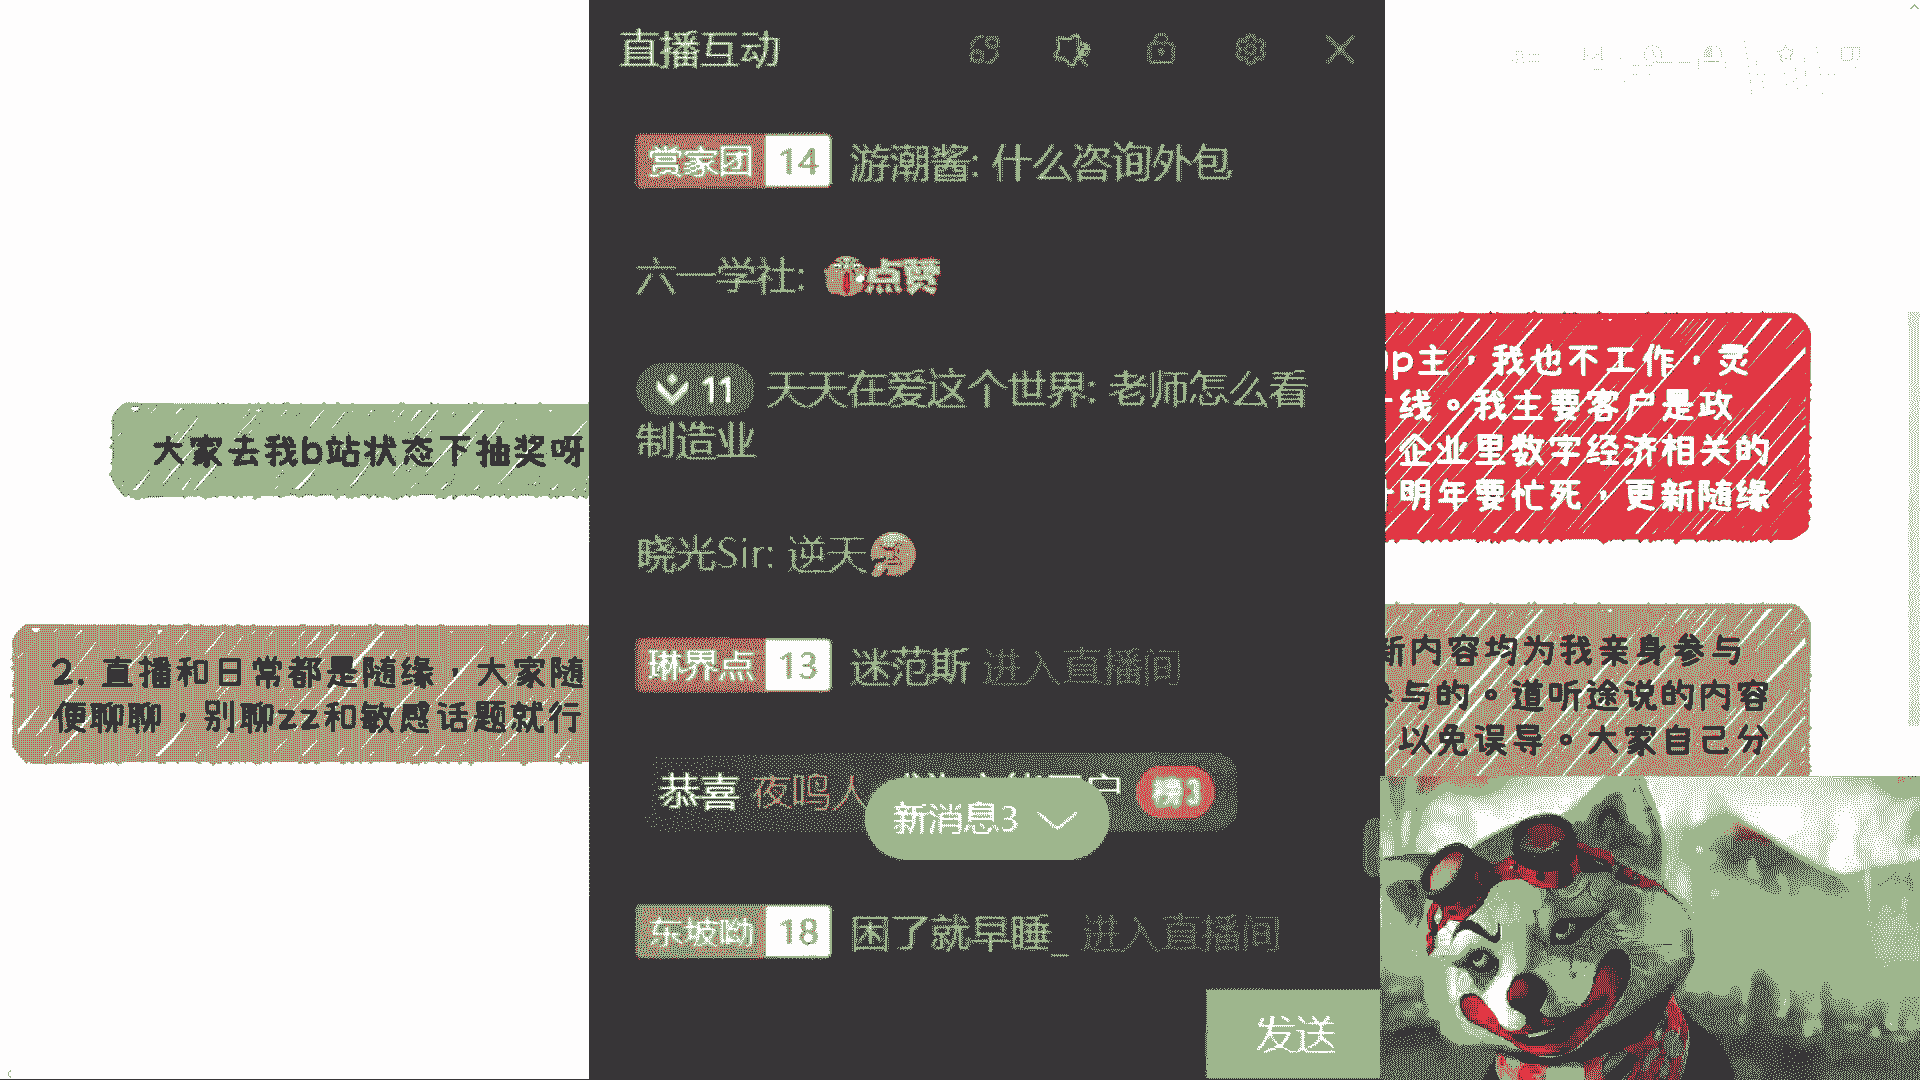 直播互动
赏家团 14 游潮酱: 什么咨询外包
六一学社: 点赞
11 天天在爱这个世界: 老师怎么看
制造业
晓光Sir: 逆天
琳界点 13 迷范斯 进入直播间
恭喜 夜鸣人
榜3
新消息3
东坡呦 18 困了就早睡_ 进入直播间
发送
大家去我b站状态下抽奖呀
2. 直播和日常都是随缘，大家随
便聊聊，别聊zz和敏感话题就行
p主，我也不工作，灵
线。我主要客户是政
企业里数字经济相关的
明年要忙死，更新随缘
新内容均为我亲身参与
参与的。道听途说的内容
以免误导。大家自己分